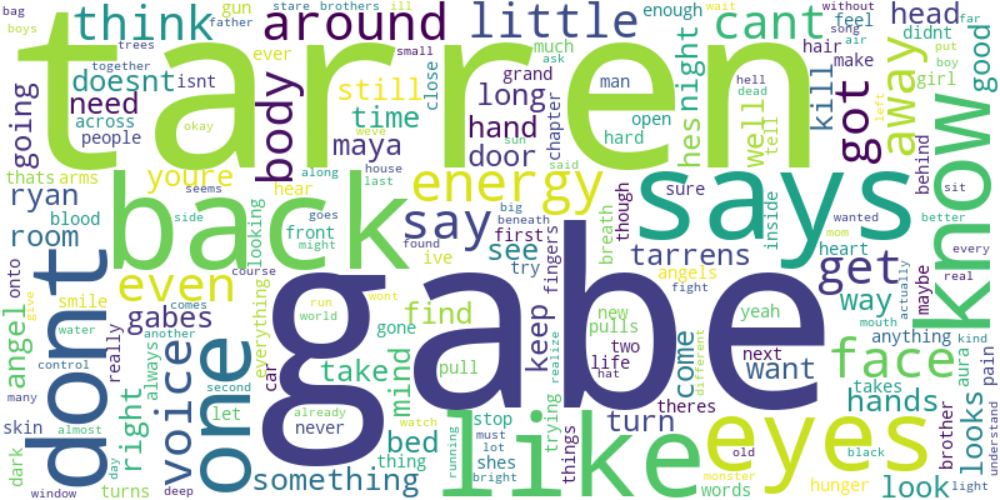 bag
boys
think
father
gun
around
stare
brothers
ill
little
wait
without
song
air
cant
feel
hair
make
head
didnt
far
put
boy
good
tarren
trees
together
doesnt
isnt
ever
small
much
ask
enough
man
hell
dead
left
girl
going
need
across
people
okay
body
still
time
weve
maya
close
long
grand
hand
door
sun
chapter
open
hard
hes
night
well
tell
kill
got
away
know
behind
thats
arms
youre
seems
hear
along
house
last
energy
said
says
sure
inside
wanted
mom
sit
better
ryan
blood
room
back
side
looking
front
goes
might
say
big
beneath
found
first
ive
see
try
fingers
breath
though
tarrens
angels
fight
heart
get
way
every
real
actually
maybe
onto
dont
smile
give
even
comes
course
gabes
another
everything
run
world
wont
gone
find
keep
gabe
new
pulls
two
life
hat
yeah
next
want
come
different
mouth
anything
kind
face
aura
pain
angel
water
control
many
really
always
voice
one
second
let
car
already
never
take
mind
pull
trying
realize
turn
theres
takes
hands
brother
looks
understand
skin
almost
dark
day
right
turns
window
deep
something
watch
bed
thing
like
running
stop
must
lot
shes
bright
things
eyes
words
old
monster
black
hunger
look
light